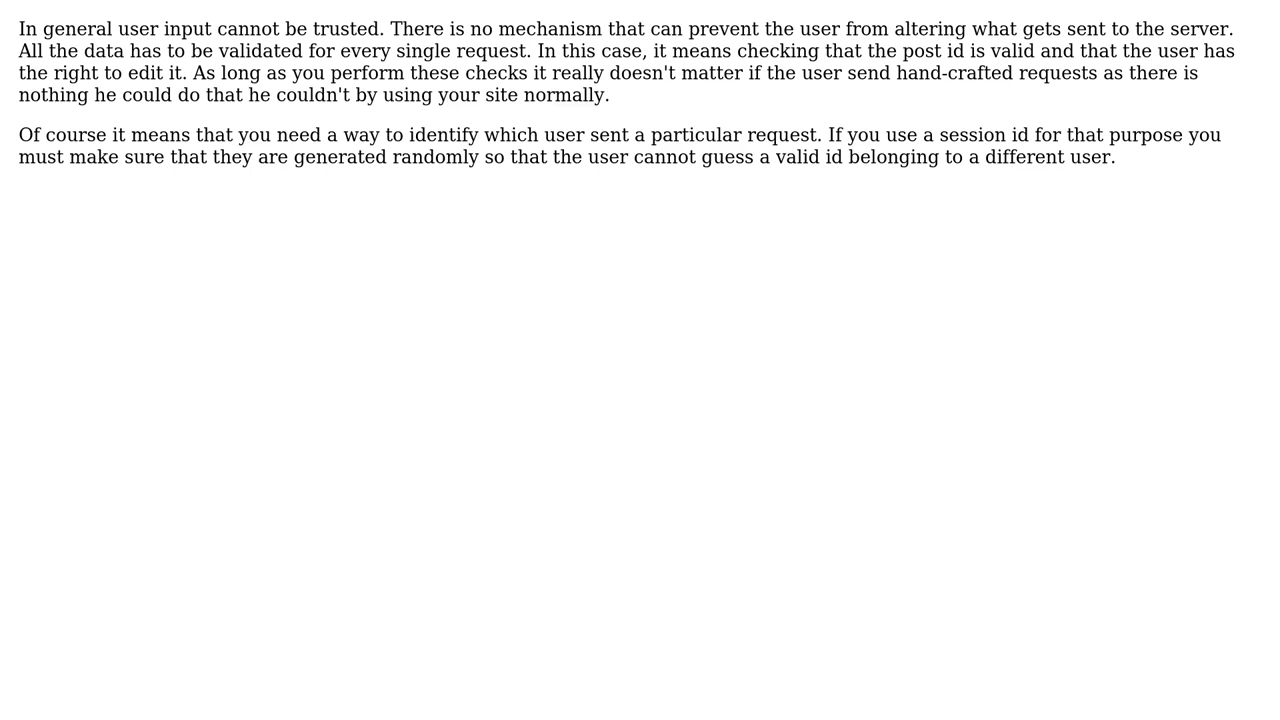 In general user input cannot be trusted. There is no mechanism that can prevent the user from altering what gets sent to the server.
All the data has to be validated for every single request. In this case, it means checking that the post id is valid and that the user has
the right to edit it. As long as you perform these checks it really doesn't matter if the user send hand-crafted requests as there is
nothing he could do that he couldn't by using your site normally.
Of course it means that you need a way to identify which user sent a particular request. If you use a session id for that purpose you
must make sure that they are generated randomly so that the user cannot guess a valid id belonging to a different user.